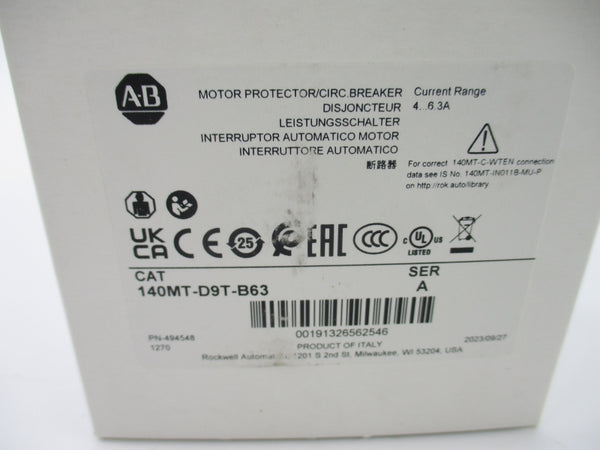 A-B
MOTOR PROTECTOR/CIRC.BREAKER
DISJONCTEUR
LEISTUNGSSCHALTER
INTERRUPTOR AUTOMATICO MOTOR
INTERRUTTORE AUTOMATICO
断路器
Current Range
4...6.3A
For correct 140MT-C-WTEN connection
data see IS No. 140MT-IN011B-MU-P
on http://rok.auto/library
UK
CA CE 25 EAC CCC c UL US
LISTED
CAT
140MT-D9T-B63
SER
A
00191326562546
PN-494548
1270
PRODUCT OF ITALY
2023/09/27
Rockwell Automat 1201 S 2nd St, Milwaukee, WI 53204, USA